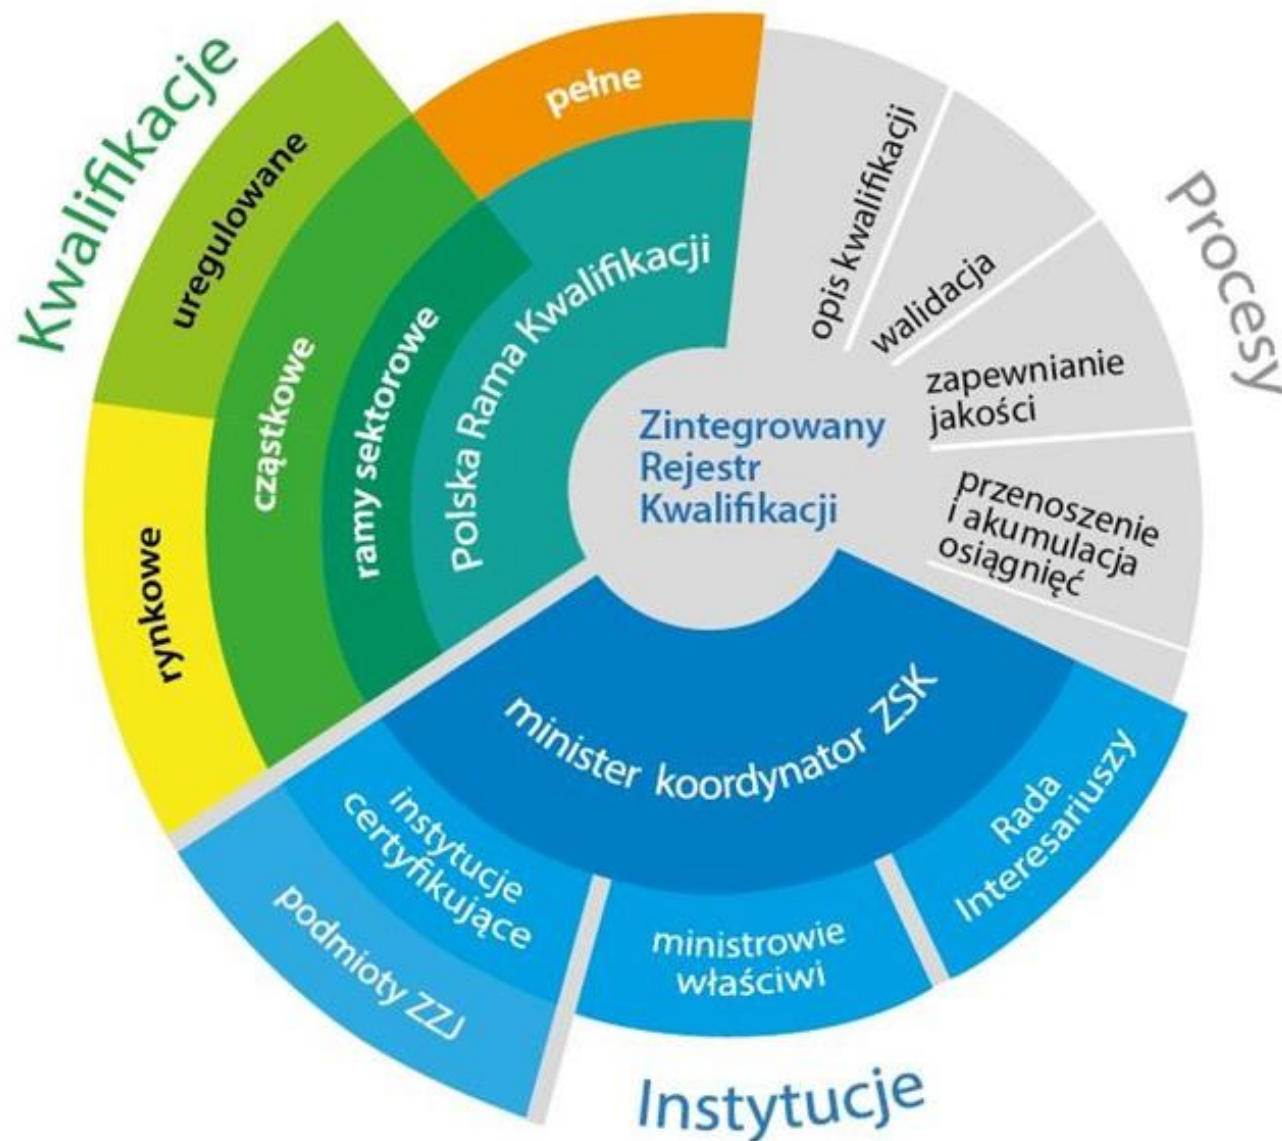 Kwalifikacje
uregulowane
rynkowe
cząstkowe
pełne
ramy sektorowe
Polska Rama Kwalifikacji
Zintegrowany
Rejestr
Kwalifikacji
Procesy
opis kwalifikacji
walidacja
zapewnianie
jakości
przenoszenie
i akumulacja
osiągnięć
minister koordynator ZSK
instytucje
certyfikujące
podmioty ZZJ
ministrowie
właściwi
Rada
Interesariuszy
Instytucje